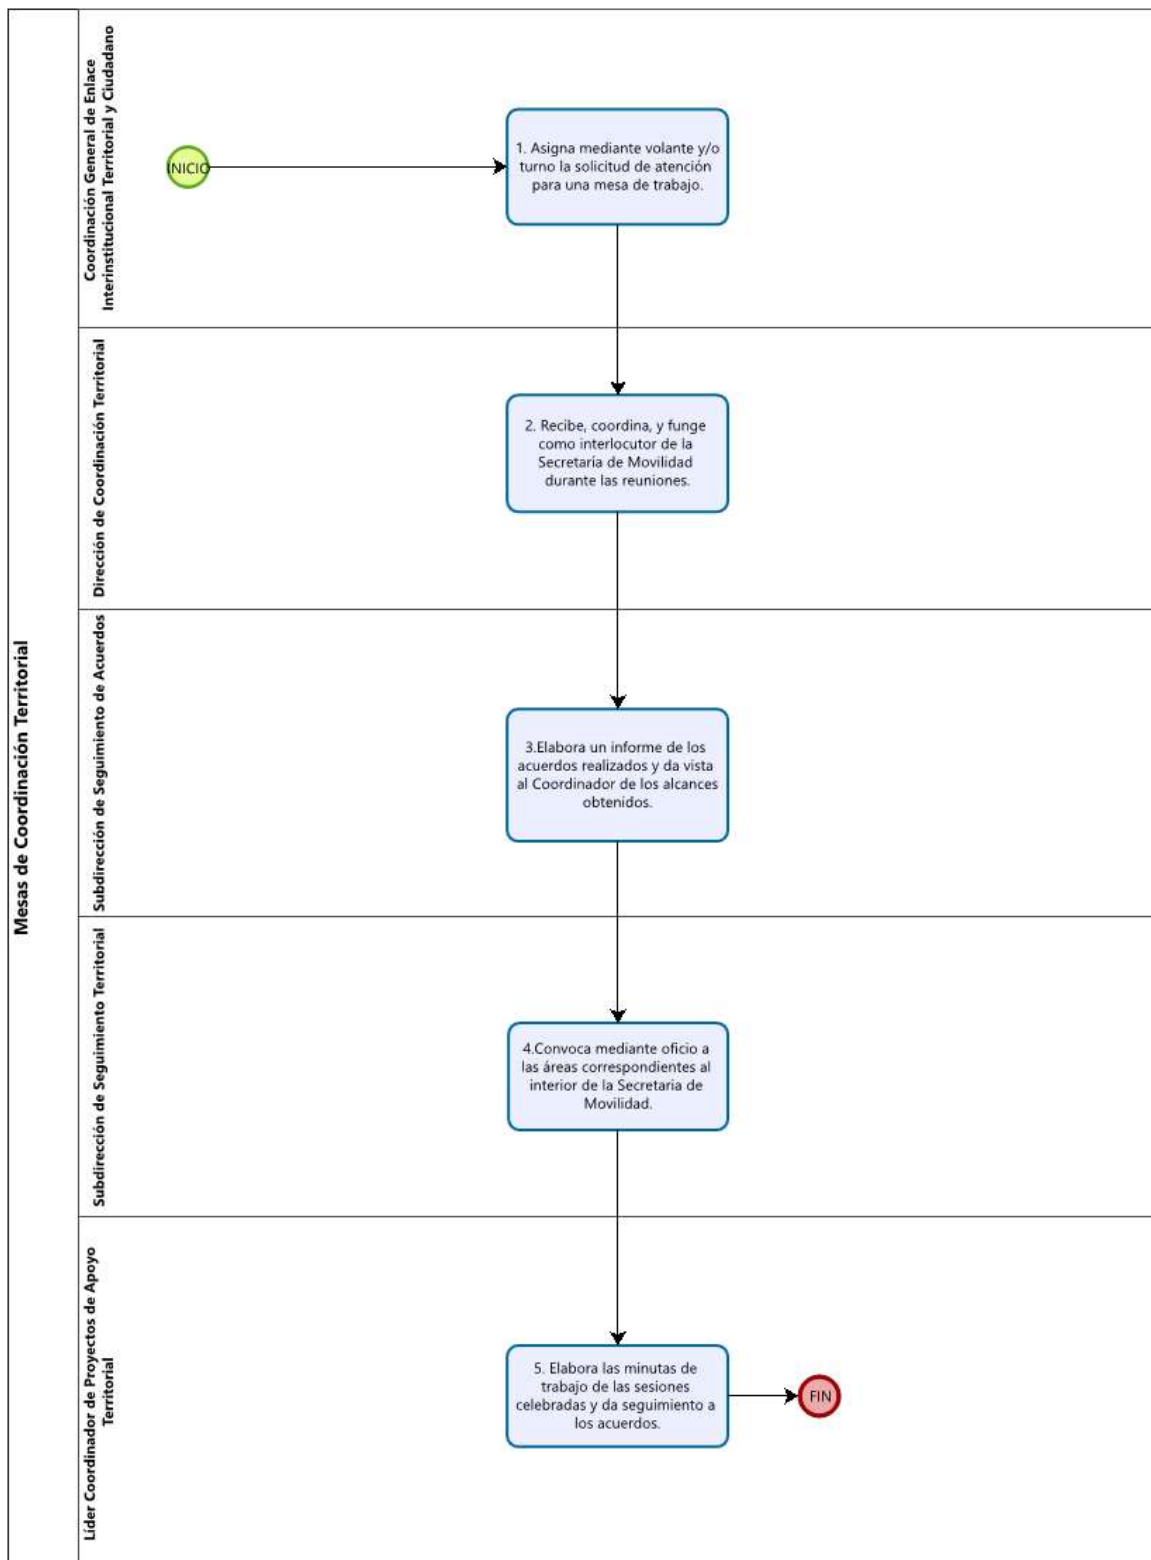 Mesas de Coordinación Territorial
Coordinación General de Enlace
Interinstitucional Territorial y Ciudadano
INICIO
1. Asigna mediante volante y/o
turno la solicitud de atención
para una mesa de trabajo.
Dirección de Coordinación Territorial
2. Recibe, coordina, y funge
como interlocutor de la
Secretaría de Movilidad
durante las reuniones.
Subdirección de Seguimiento de Acuerdos
3.Elabora un informe de los
acuerdos realizados y da vista
al Coordinador de los alcances
obtenidos.
Subdirección de Seguimiento Territorial
4.Convoca mediante oficio a
las áreas correspondientes al
interior de la Secretaria de
Movilidad.
Líder Coordinador de Proyectos de Apoyo
Territorial
5. Elabora las minutas de
trabajo de las sesiones
celebradas y da seguimiento a
los acuerdos.
FIN